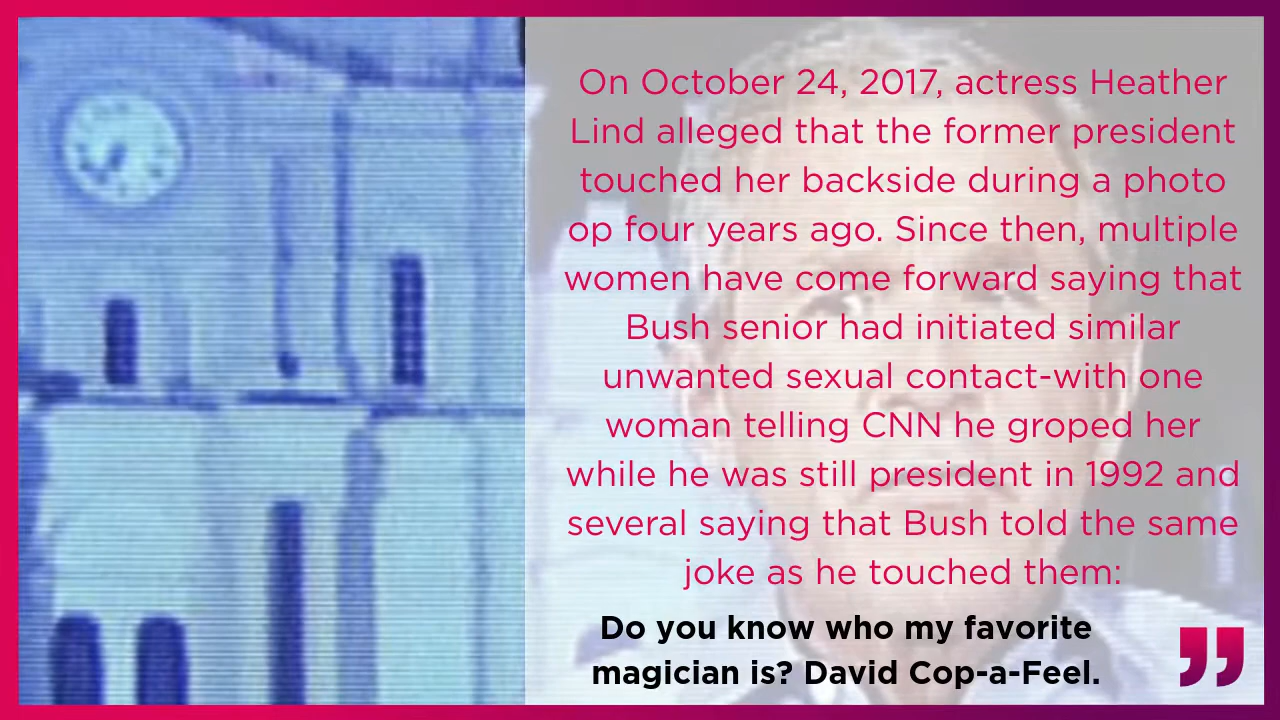 On October 24, 2017, actress Heather
Lind alleged that the former president
touched her backside during a photo
op four years ago. Since then, multiple
women have come forward saying that
Bush senior had initiated similar
unwanted sexual contact-with one
woman telling CNN he groped her
while he was still president in 1992 and
several saying that Bush told the same
joke as he touched them:
Do you know who my favorite
magician is? David Cop-a-Feel.
”